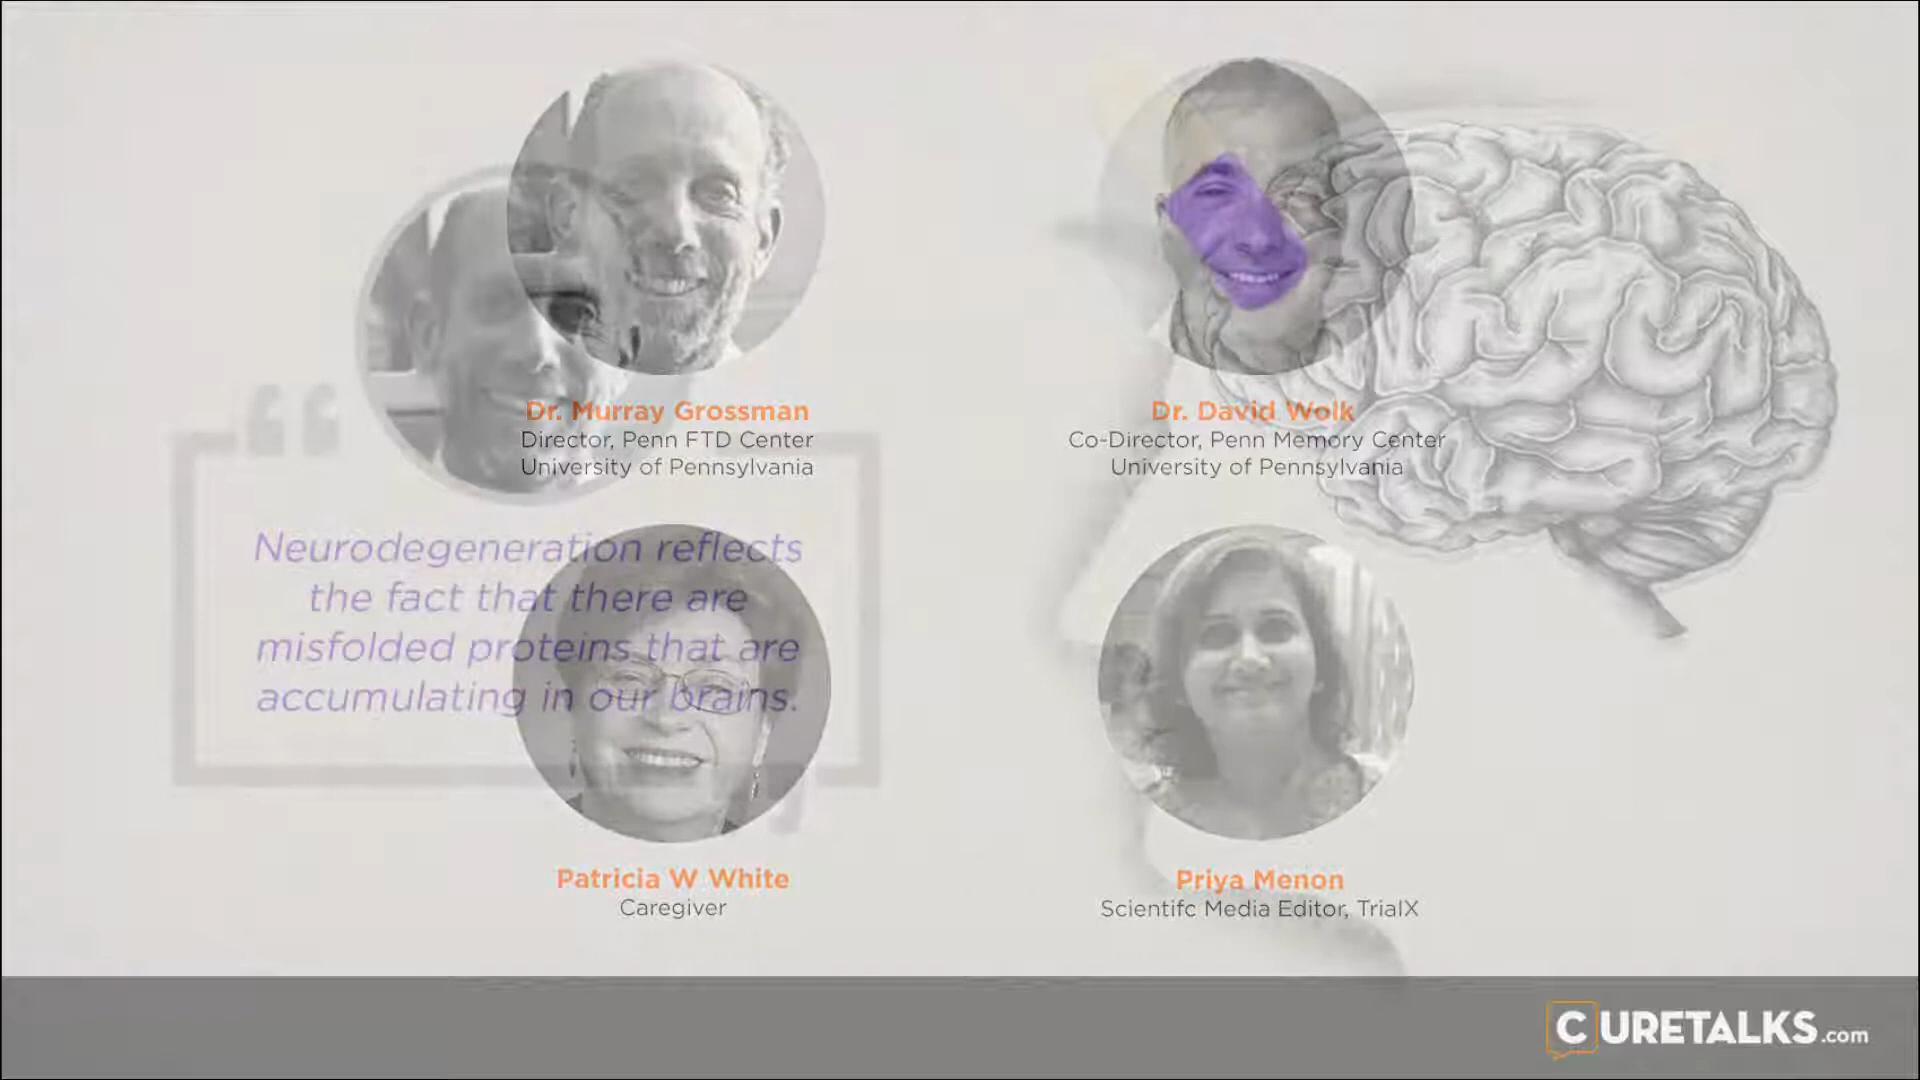 Dr. Murray Grossman
Director, Penn FTD Center
University of Pennsylvania
Dr. David Wolk
Co-Director, Penn Memory Center
University of Pennsylvania
Neurodegeneration reflects
the fact that there are
misfolded proteins that are
accumulating in our brains.
Patricia W White
Caregiver
Priya Menon
Scientifc Media Editor, TrialX
CURETALKS.com